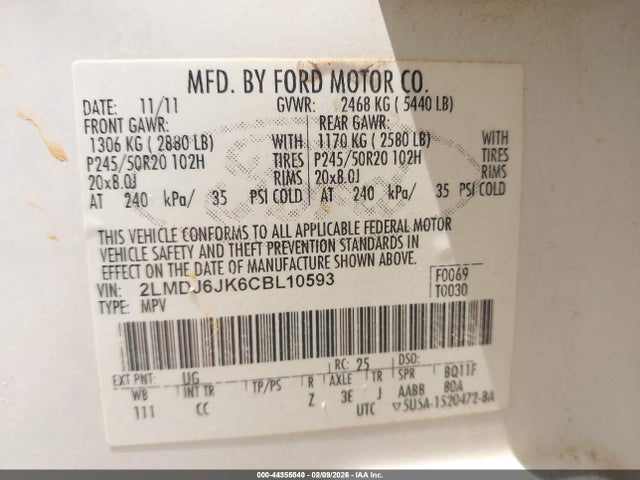 MFD. BY FORD MOTOR CO.
DATE: 11/11 GVWR: 2468 KG ( 5440 LB)
FRONT GAWR: REAR GAWR:
1306 KG ( 2880 LB) WITH 1170 KG ( 2580 LB) WITH
P245/50R20 102H TIRES P245/50R20 102H TIRES
20x8.0J RIMS 20x8.0J RIMS
AT 240 kPa/ 35 PSI COLD AT 240 kPa/ 35 PSI COLD
THIS VEHICLE CONFORMS TO ALL APPLICABLE FEDERAL MOTOR
VEHICLE SAFETY AND THEFT PREVENTION STANDARDS IN
EFFECT ON THE DATE OF MANUFACTURE SHOWN ABOVE.
VIN: 2LMDJ6JK6CBL10593 F0069
TYPE: MPV T0030
EXT PNT: UG RC: 25 DSO:
WB INT TR TP/PS R AXLE TR SPR BQ11F
111 CC Z 3E J AABB 80A
UTC ▽5U5A-1520472-BA
000-44355040 - 02/09/2026 - IAA Inc.